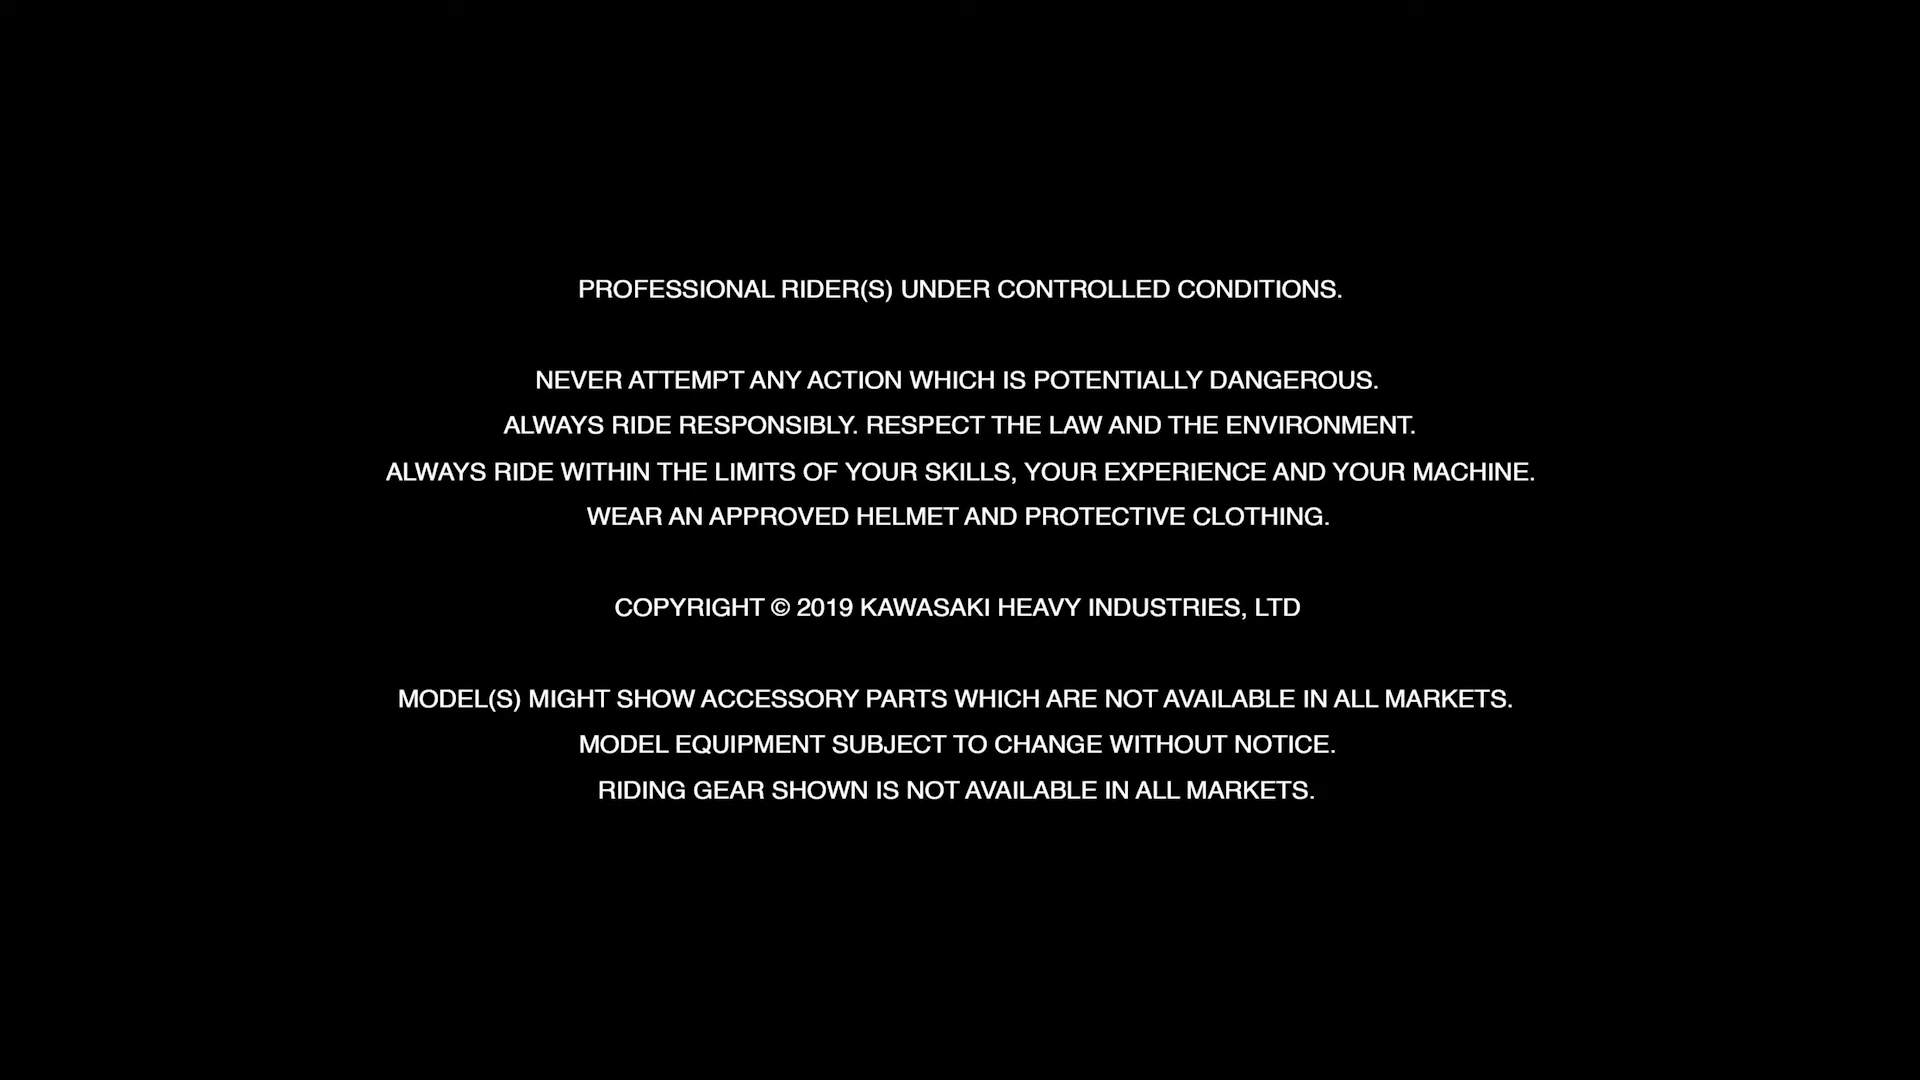 PROFESSIONAL RIDER(S) UNDER CONTROLLED CONDITIONS.
NEVER ATTEMPT ANY ACTION WHICH IS POTENTIALLY DANGEROUS.
ALWAYS RIDE RESPONSIBLY. RESPECT THE LAW AND THE ENVIRONMENT.
ALWAYS RIDE WITHIN THE LIMITS OF YOUR SKILLS, YOUR EXPERIENCE AND YOUR MACHINE.
WEAR AN APPROVED HELMET AND PROTECTIVE CLOTHING.
COPYRIGHT © 2019 KAWASAKI HEAVY INDUSTRIES, LTD
MODEL(S) MIGHT SHOW ACCESSORY PARTS WHICH ARE NOT AVAILABLE IN ALL MARKETS.
MODEL EQUIPMENT SUBJECT TO CHANGE WITHOUT NOTICE.
RIDING GEAR SHOWN IS NOT AVAILABLE IN ALL MARKETS.